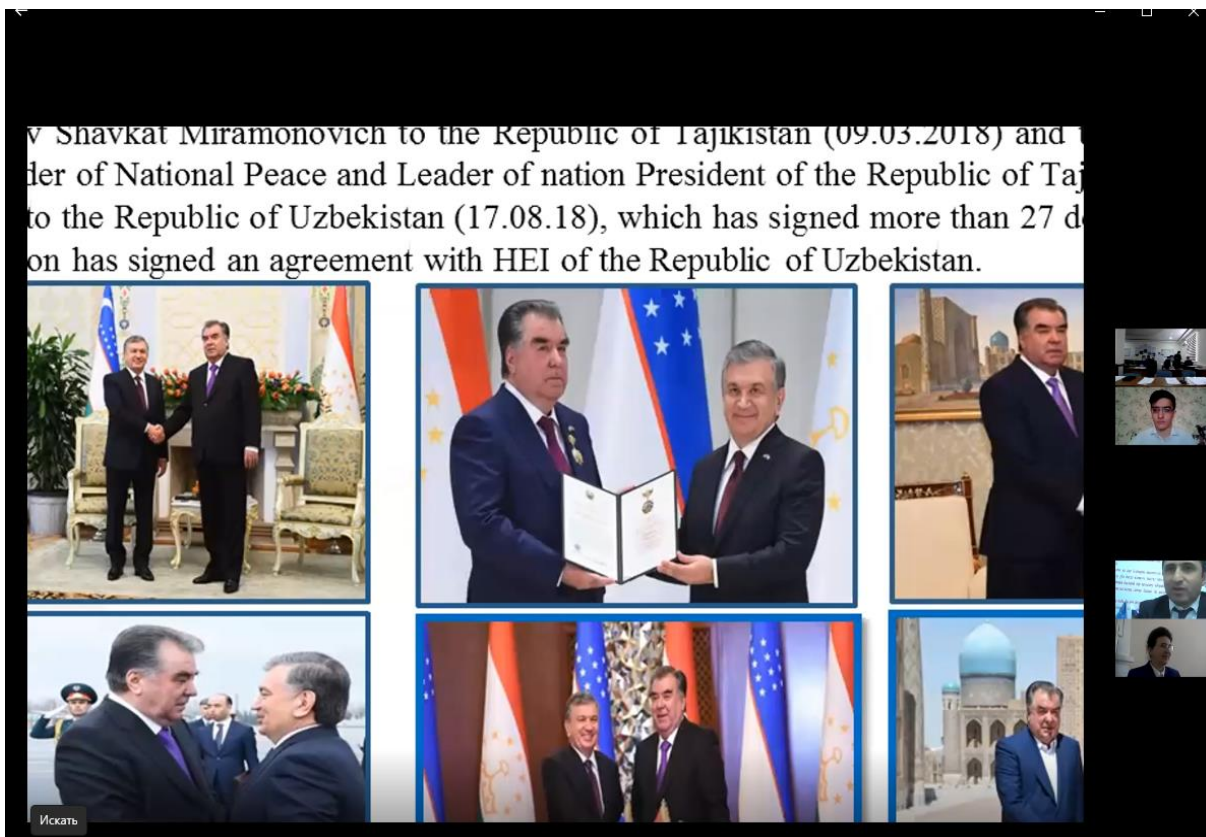 v Shavkat Miramonovich to the Republic of Tajikistan (09.03.2018) and t
der of National Peace and Leader of nation President of the Republic of Taj
to the Republic of Uzbekistan (17.08.18), which has signed more than 27 d
on has signed an agreement with HEI of the Republic of Uzbekistan.
Искать